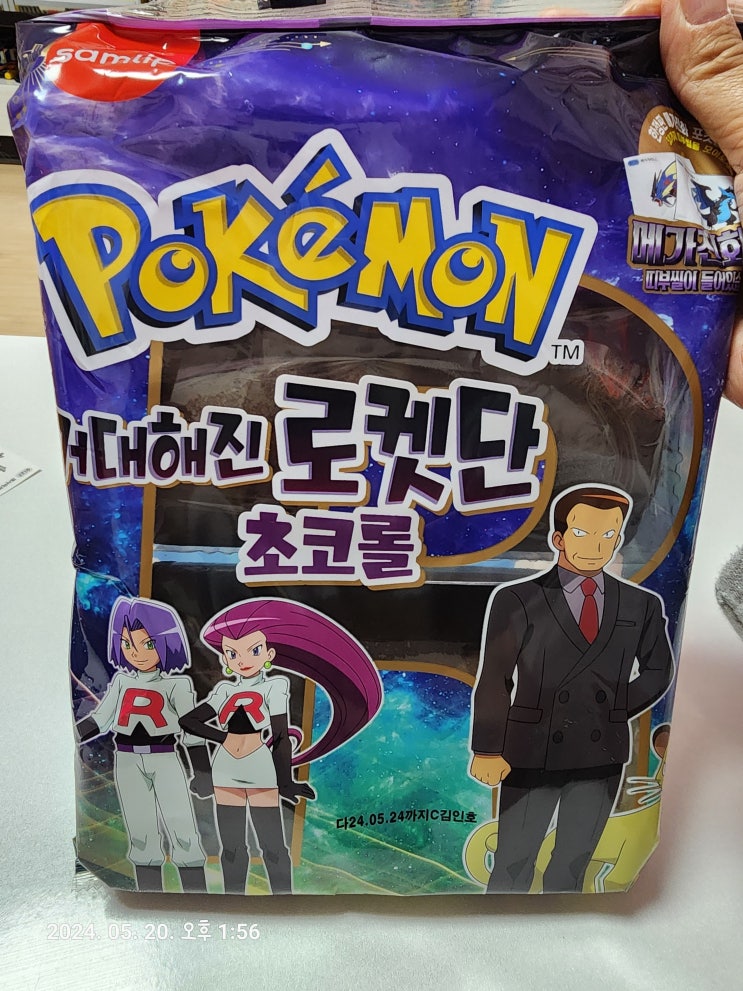 samlip
POKéMON
TM
메가진화
띠부씰이 들어있
거대해진 로켓단
초코롤
R
R
다24.05.24까지C김인호
2024. 05. 20. 오후 1:56